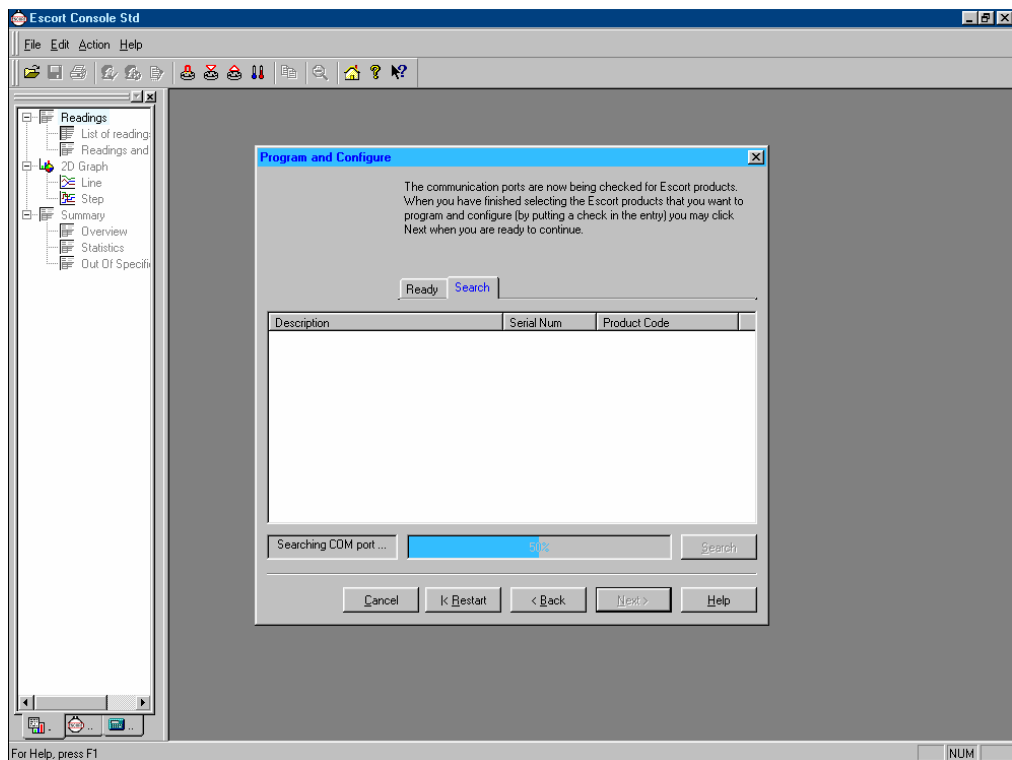 Escort Console Std
File Edit Action Help
Readings
List of reading
Readings and
2D Graph
Line
Step
Summary
Overview
Statistics
Out Of Specifi
Program and Configure
The communication ports are now being checked for Escort products.
When you have finished selecting the Escort products that you want to
program and configure (by putting a check in the entry) you may click
Next when you are ready to continue.
Ready Search
Description Serial Num Product Code
Searching COM port ... 50% Search
Cancel |< Restart < Back Next > Help
For Help, press F1 NUM